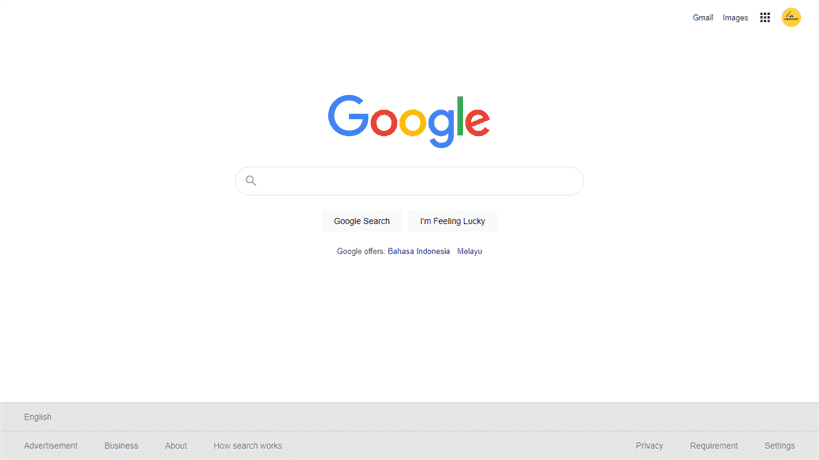 Gmail Images
Google
Google Search I'm Feeling Lucky
Google offers: Bahasa Indonesia Melayu
English
Advertisement Business About How search works Privacy Requirement Settings